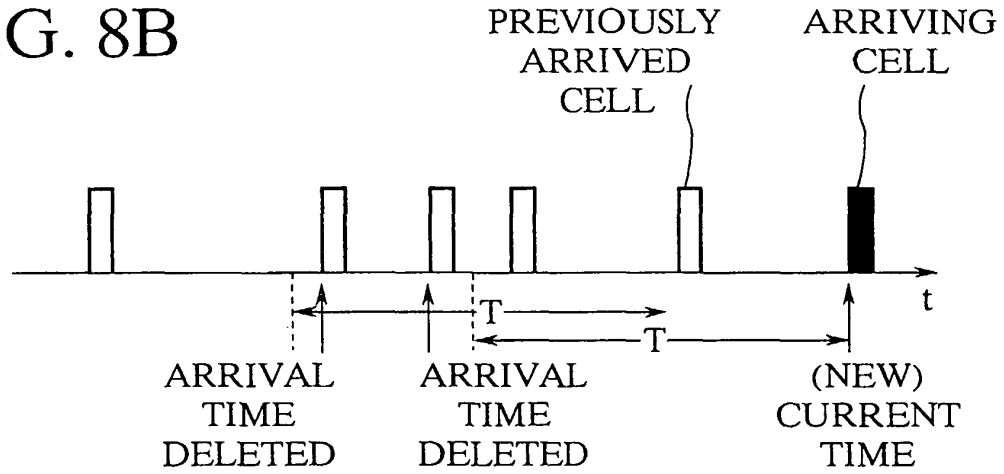 G. 8B
PREVIOUSLY
ARRIVED
CELL
ARRIVING
CELL
t
T
T
ARRIVAL
TIME
DELETED
ARRIVAL
TIME
DELETED
(NEW)
CURRENT
TIME